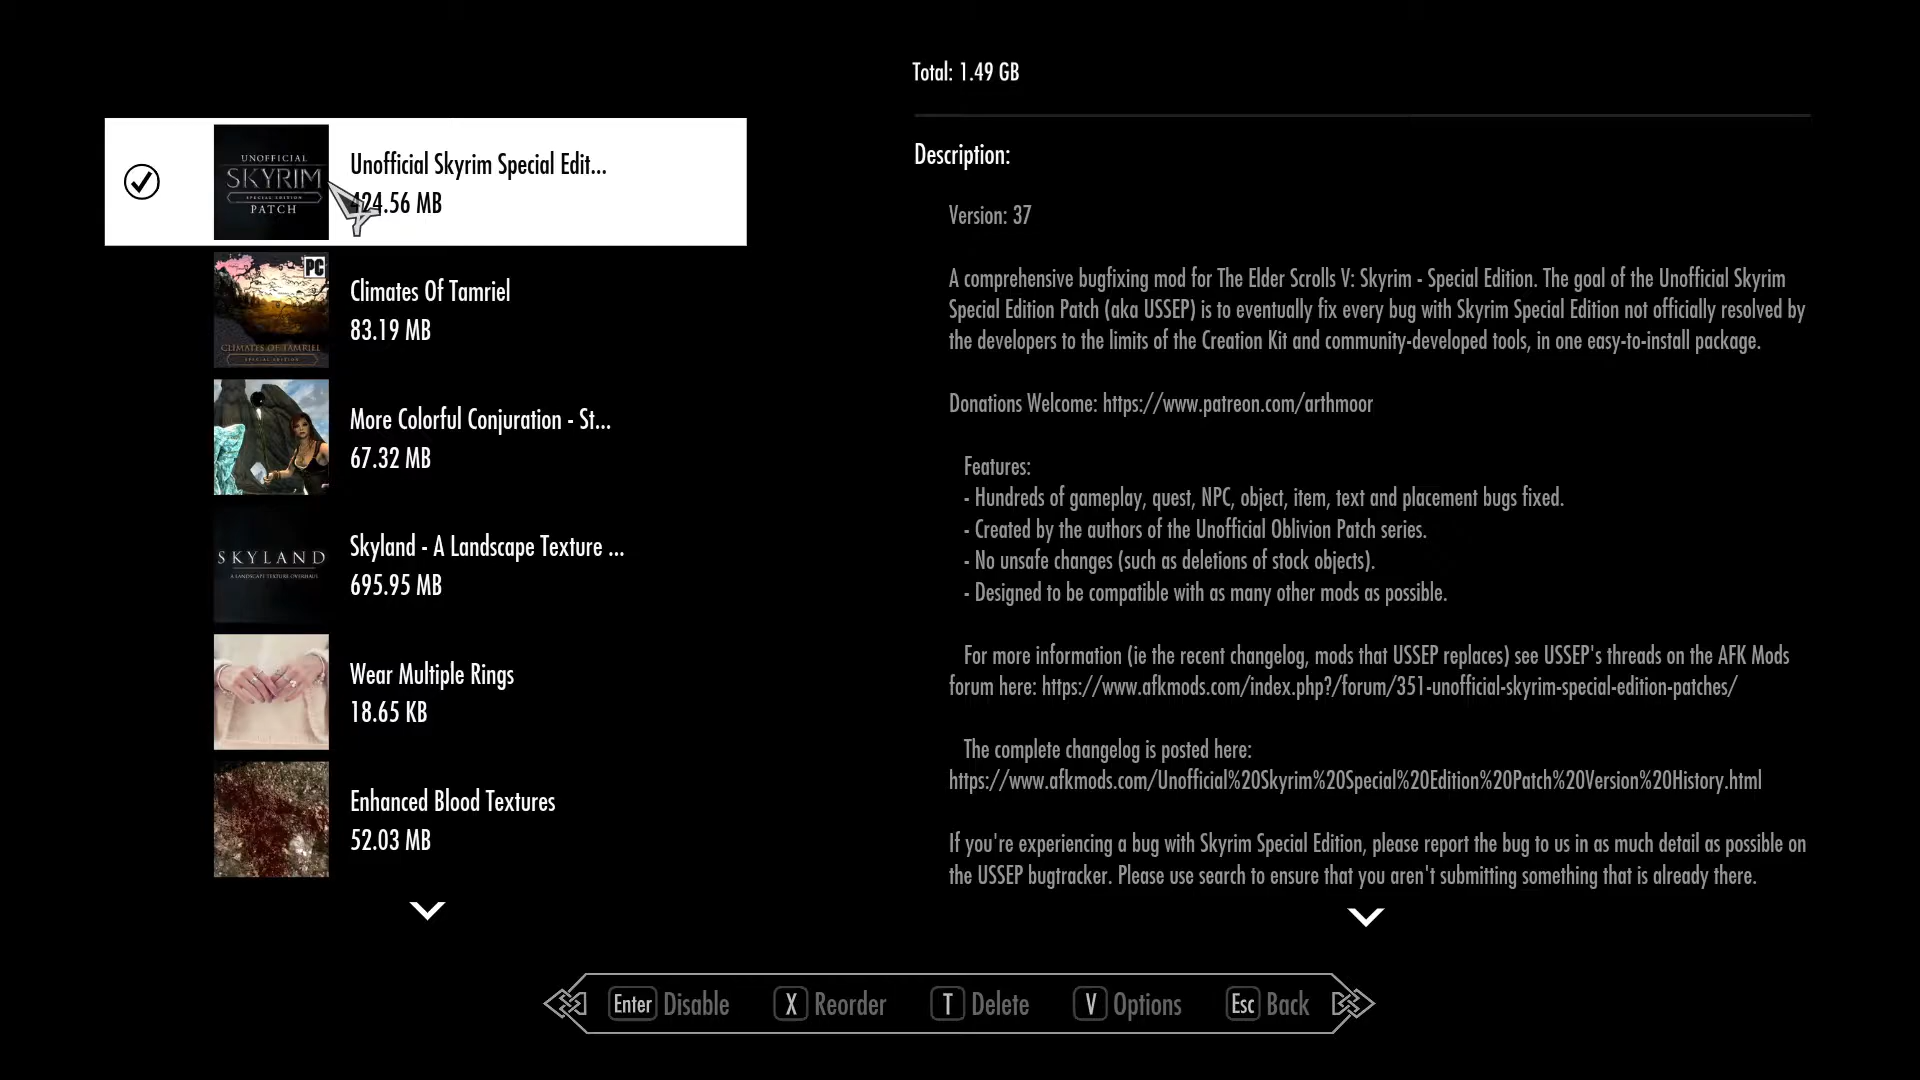 Total: 1.49 GB
UNOFFICIAL
SKYRIM
SPECIAL EDITION
PATCH
Unofficial Skyrim Special Edit...
424.56 MB
PC
CLIMATES OF TAMRIEL
SPECIAL EDITION
Climates Of Tamriel
83.19 MB
More Colorful Conjuration - St...
67.32 MB
SKYLAND
A LANDSCAPE TEXTURE OVERHAUL
Skyland - A Landscape Texture ...
695.95 MB
Wear Multiple Rings
18.65 KB
Enhanced Blood Textures
52.03 MB
Description:
Version: 37
A comprehensive bugfixing mod for The Elder Scrolls V: Skyrim - Special Edition. The goal of the Unofficial Skyrim
Special Edition Patch (aka USSEP) is to eventually fix every bug with Skyrim Special Edition not officially resolved by
the developers to the limits of the Creation Kit and community-developed tools, in one easy-to-install package.
Donations Welcome: https://www.patreon.com/arthmoor
Features:
- Hundreds of gameplay, quest, NPC, object, item, text and placement bugs fixed.
- Created by the authors of the Unofficial Oblivion Patch series.
- No unsafe changes (such as deletions of stock objects).
- Designed to be compatible with as many other mods as possible.
For more information (ie the recent changelog, mods that USSEP replaces) see USSEP's threads on the AFK Mods
forum here: https://www.afkmods.com/index.php?/forum/351-unofficial-skyrim-special-edition-patches/
The complete changelog is posted here:
https://www.afkmods.com/Unofficial%20Skyrim%20Special%20Edition%20Patch%20Version%20History.html
If you're experiencing a bug with Skyrim Special Edition, please report the bug to us in as much detail as possible on
the USSEP bugtracker. Please use search to ensure that you aren't submitting something that is already there.
Enter Disable X Reorder T Delete V Options Esc Back